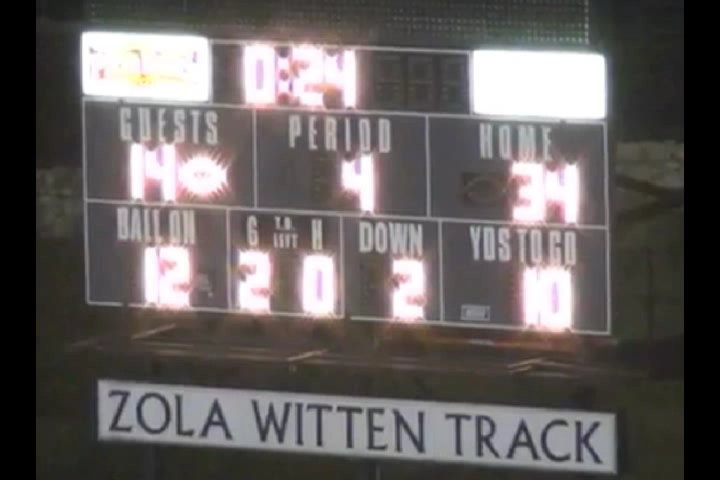 0:24
GUESTS PERIOD HOME
14 4 34
BALL ON G T.O. LEFT H DOWN YDS TO GO
12 2 0 2 10
ZOLA WITTEN TRACK